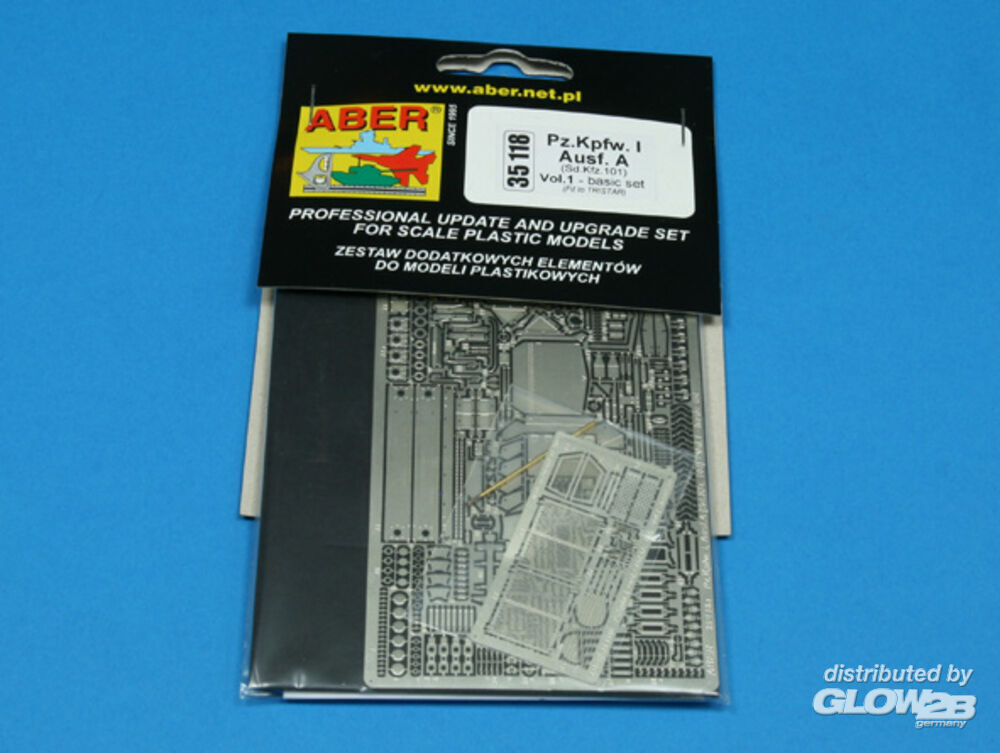 www.aber.net.pl
ABER®
SINCE 1995
35 118
Pz.Kpfw. I
Ausf. A
(Sd.Kfz.101)
Vol.1 - basic set
(Fit to TRISTAR)
PROFESSIONAL UPDATE AND UPGRADE SET
FOR SCALE PLASTIC MODELS
ZESTAW DODATKOWYCH ELEMENTÓW
DO MODELI PLASTIKOWYCH
distributed by
GLOW2B
germany